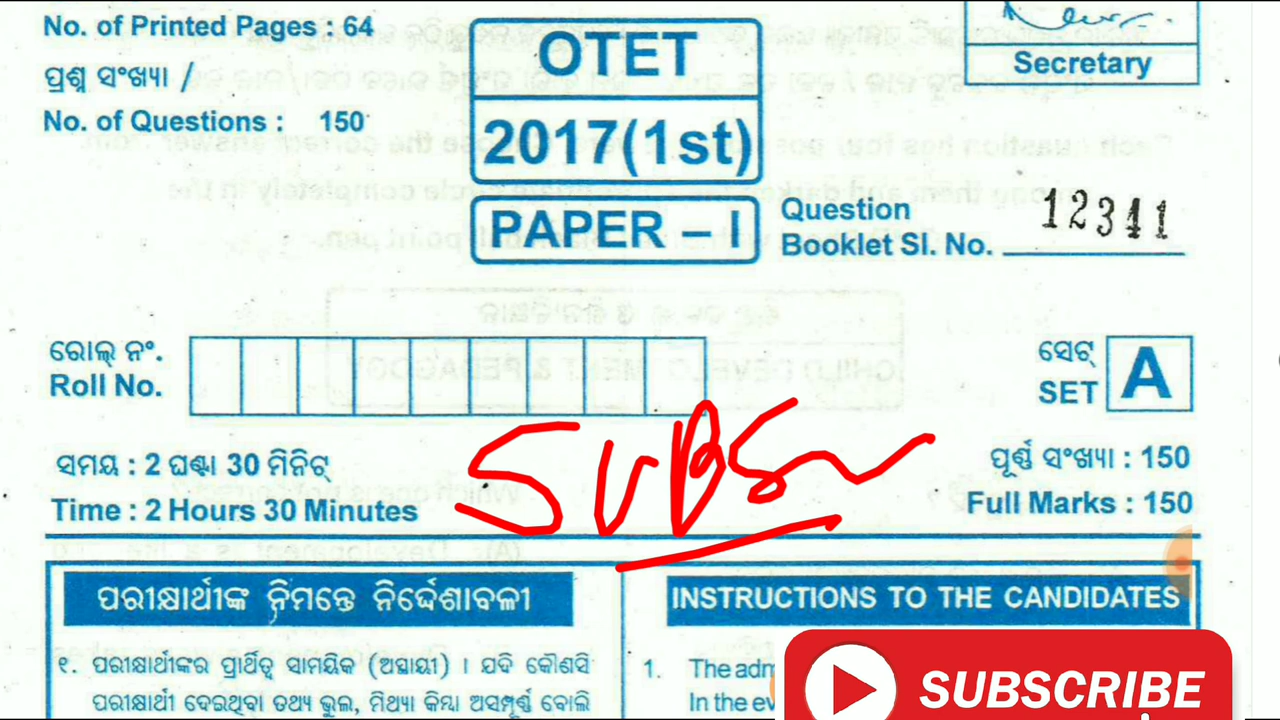 No. of Printed Pages : 64
ପ୍ରଶ୍ନ ସଂଖ୍ୟା /
No. of Questions : 150
OTET
2017(1st)
PAPER – I
Secretary
Question
Booklet Sl. No. 12341
ରୋଲ୍ ନଂ.
Roll No.
ସେଟ୍
SET A
ସମୟ : 2 ଘଣ୍ଟା 30 ମିନିଟ୍
Time : 2 Hours 30 Minutes
SUBS
ପୂର୍ଣ୍ଣ ସଂଖ୍ୟା : 150
Full Marks : 150
ପରୀକ୍ଷାର୍ଥୀଙ୍କ ନିମନ୍ତେ ନିର୍ଦ୍ଦେଶାବଳୀ
୧. ପରୀକ୍ଷାର୍ଥୀଙ୍କର ପ୍ରାର୍ଥିତ୍ୱ ସାମୟିକ (ଅସ୍ଥାୟୀ) । ଯଦି କୌଣସି
ପରୀକ୍ଷାର୍ଥୀ ଦେଇଥିବା ତଥ୍ୟ ଭୁଲ, ମିଥ୍ୟା କିମ୍ବା ଅସମ୍ପୂର୍ଣ୍ଣ ବୋଲି
INSTRUCTIONS TO THE CANDIDATES
1. The adm
In the ev
SUBSCRIBE